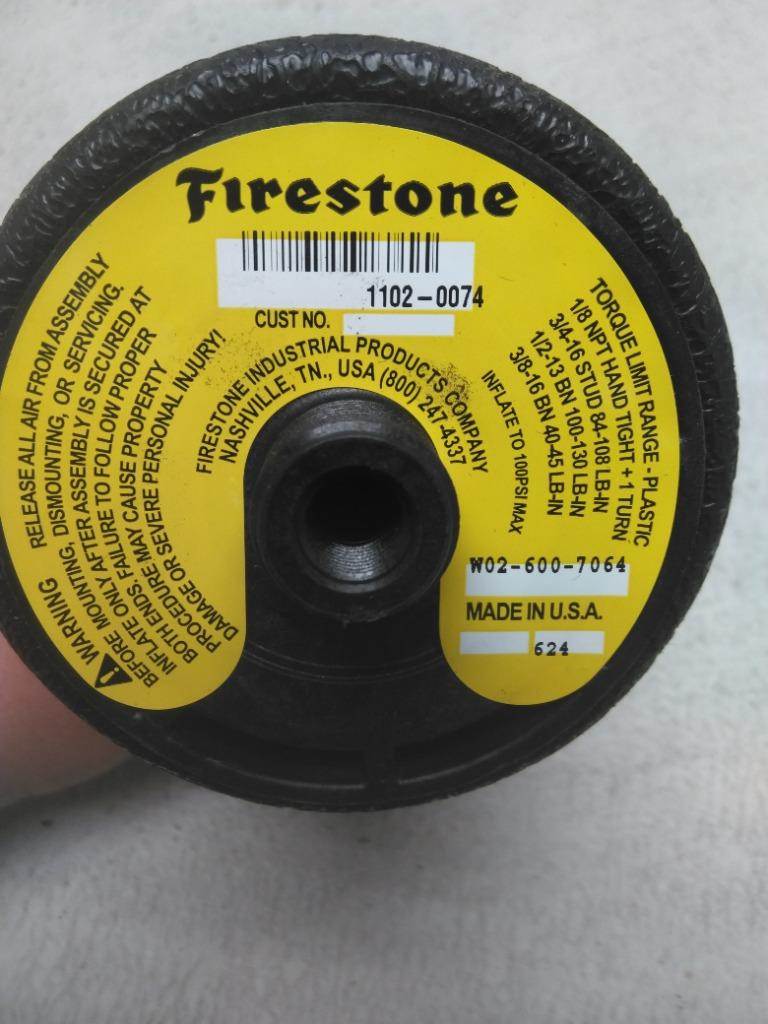 Firestone
1102-0074
CUST NO.
FIRESTONE INDUSTRIAL PRODUCTS COMPANY
NASHVILLE, TN., USA (800) 247-4337
WARNING RELEASE ALL AIR FROM ASSEMBLY
BEFORE MOUNTING, DISMOUNTING, OR SERVICING.
INFLATE ONLY AFTER ASSEMBLY IS SECURED AT
BOTH ENDS. FAILURE TO FOLLOW PROPER
PROCEDURE MAY CAUSE PROPERTY
DAMAGE OR SEVERE PERSONAL INJURY!
TORQUE LIMIT RANGE - PLASTIC
1/8 NPT HAND TIGHT + 1 TURN
3/4-16 STUD 84-108 LB-IN
1/2-13 BN 100-130 LB-IN
3/8-16 BN 40-45 LB-IN
INFLATE TO 100PSI MAX
W02-600-7064
MADE IN U.S.A.
624